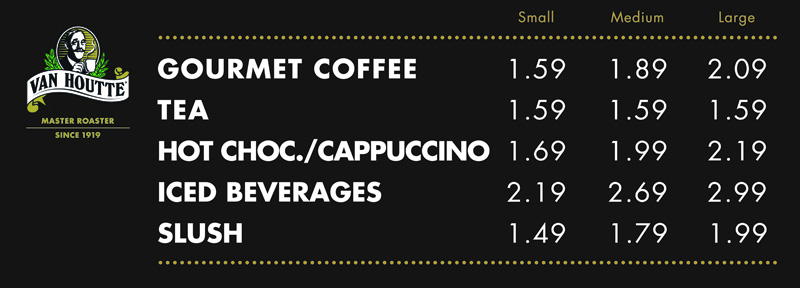 Small Medium Large
VAN HOUTTE
MASTER ROASTER
SINCE 1919
GOURMET COFFEE 1.59 1.89 2.09
TEA 1.59 1.59 1.59
HOT CHOC./CAPPUCCINO 1.69 1.99 2.19
ICED BEVERAGES 2.19 2.69 2.99
SLUSH 1.49 1.79 1.99